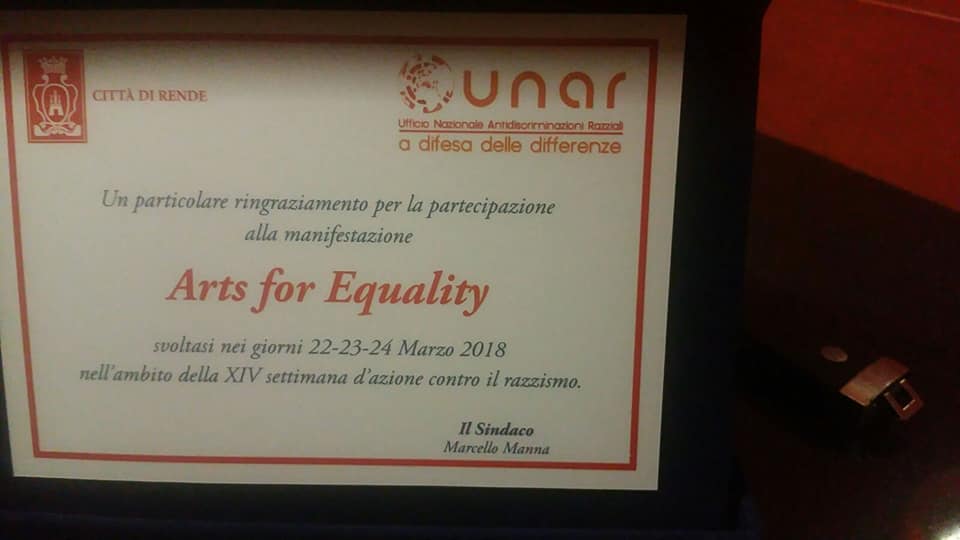 CITTÀ DI RENDE
unar
Ufficio Nazionale Antidiscriminazioni Razziali
a difesa delle differenze
Un particolare ringraziamento per la partecipazione
alla manifestazione
Arts for Equality
svoltasi nei giorni 22-23-24 Marzo 2018
nell'ambito della XIV settimana d'azione contro il razzismo.
Il Sindaco
Marcello Manna